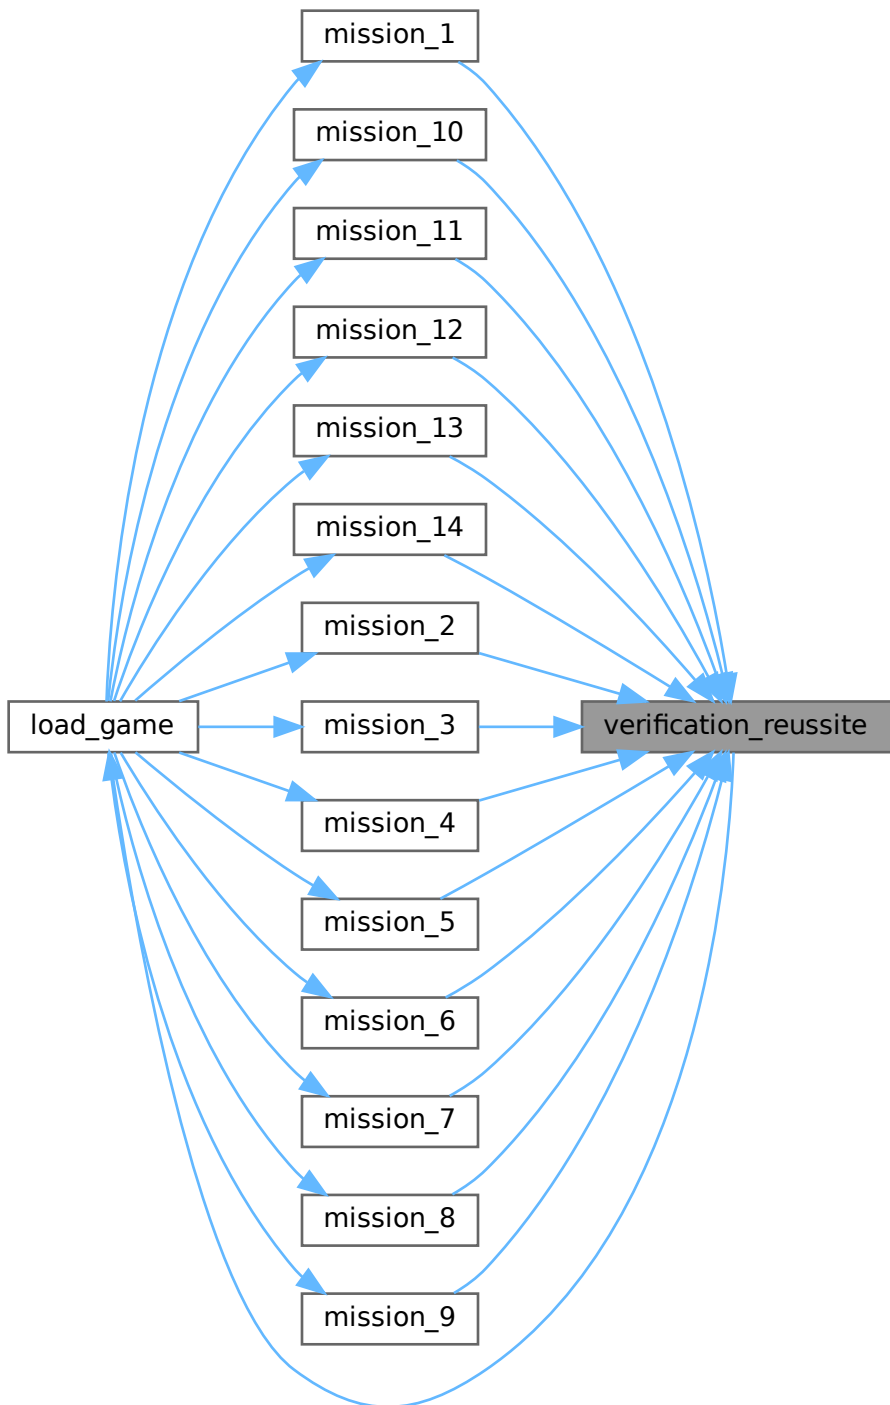 mission_1
mission_10
mission_11
mission_12
mission_13
mission_14
mission_2
load_game
mission_3
verification_reussite
mission_4
mission_5
mission_6
mission_7
mission_8
mission_9